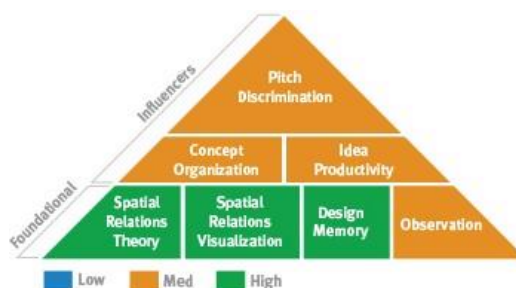 Influencers
Foundational
Pitch
Discrimination
Concept
Organization
Idea
Productivity
Spatial
Relations
Theory
Spatial
Relations
Visualization
Design
Memory
Observation
Low
Med
High